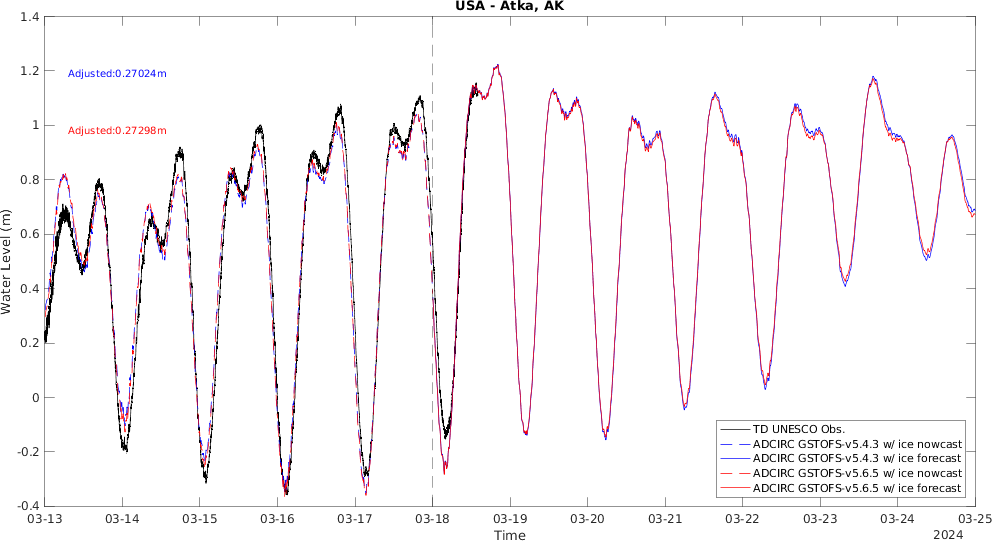 USA - Atka, AK
1.4
1.2
1
0.8
0.6
0.4
0.2
0
-0.2
-0.4
Water Level (m)
Adjusted:0.27024m
Adjusted:0.27298m
TD UNESCO Obs.
ADCIRC GSTOFS-v5.4.3 w/ ice nowcast
ADCIRC GSTOFS-v5.4.3 w/ ice forecast
ADCIRC GSTOFS-v5.6.5 w/ ice nowcast
ADCIRC GSTOFS-v5.6.5 w/ ice forecast
03-13 03-14 03-15 03-16 03-17 03-18 03-19 03-20 03-21 03-22 03-23 03-24 03-25
Time
2024